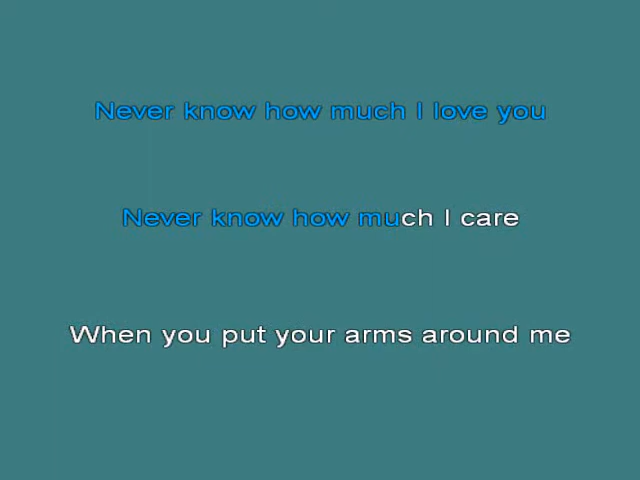 Never know how much I love you
Never know how much I care
When you put your arms around me